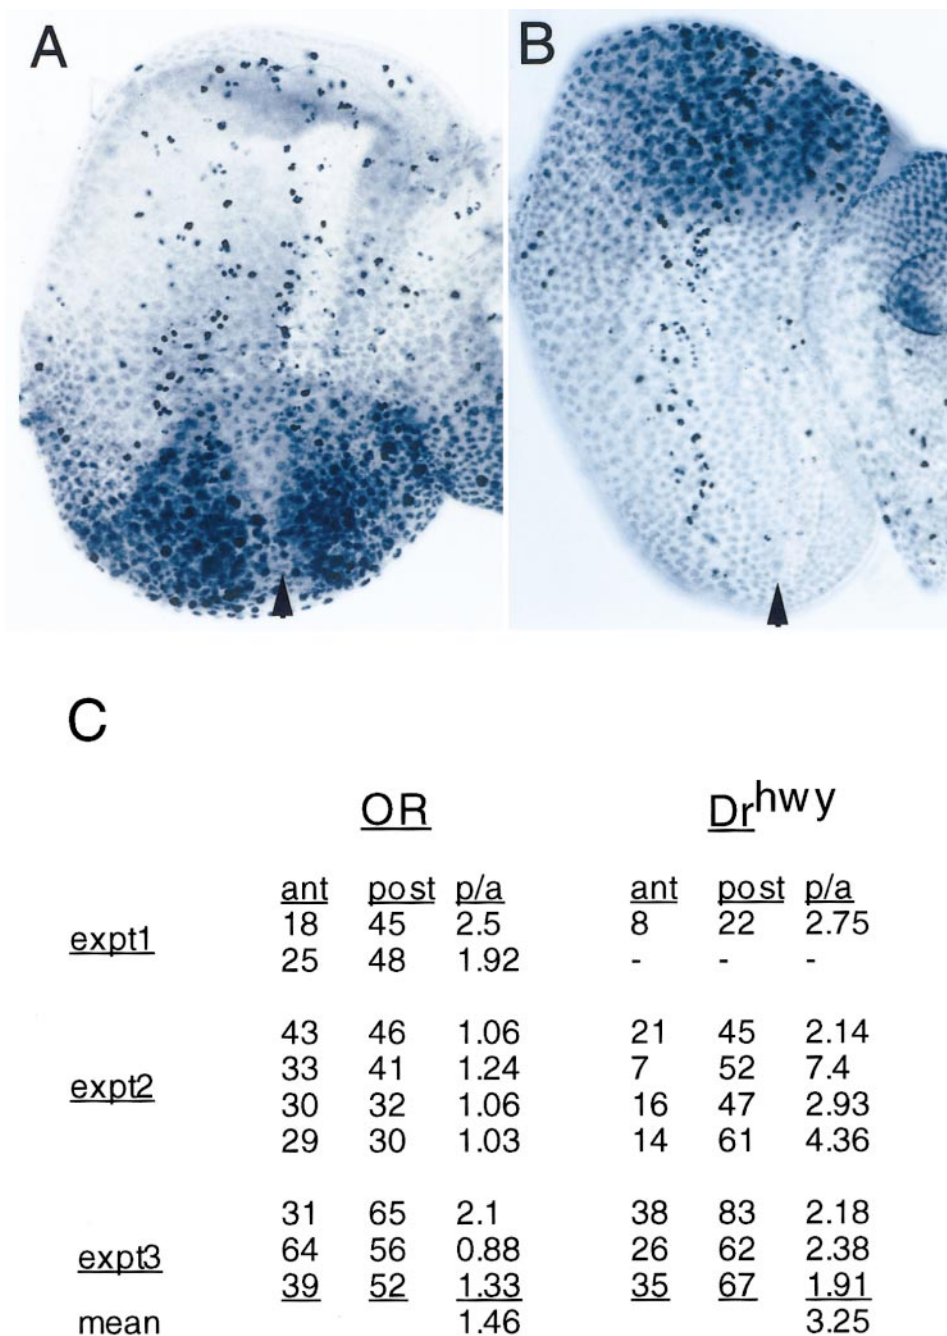 A
B
C
OR Dr^hwy
ant post p/a ant post p/a
expt1
18 45 2.5 8 22 2.75
25 48 1.92 - - -
expt2
43 46 1.06 21 45 2.14
33 41 1.24 7 52 7.4
30 32 1.06 16 47 2.93
29 30 1.03 14 61 4.36
expt3
31 65 2.1 38 83 2.18
64 56 0.88 26 62 2.38
39 52 1.33 35 67 1.91
mean 1.46 3.25